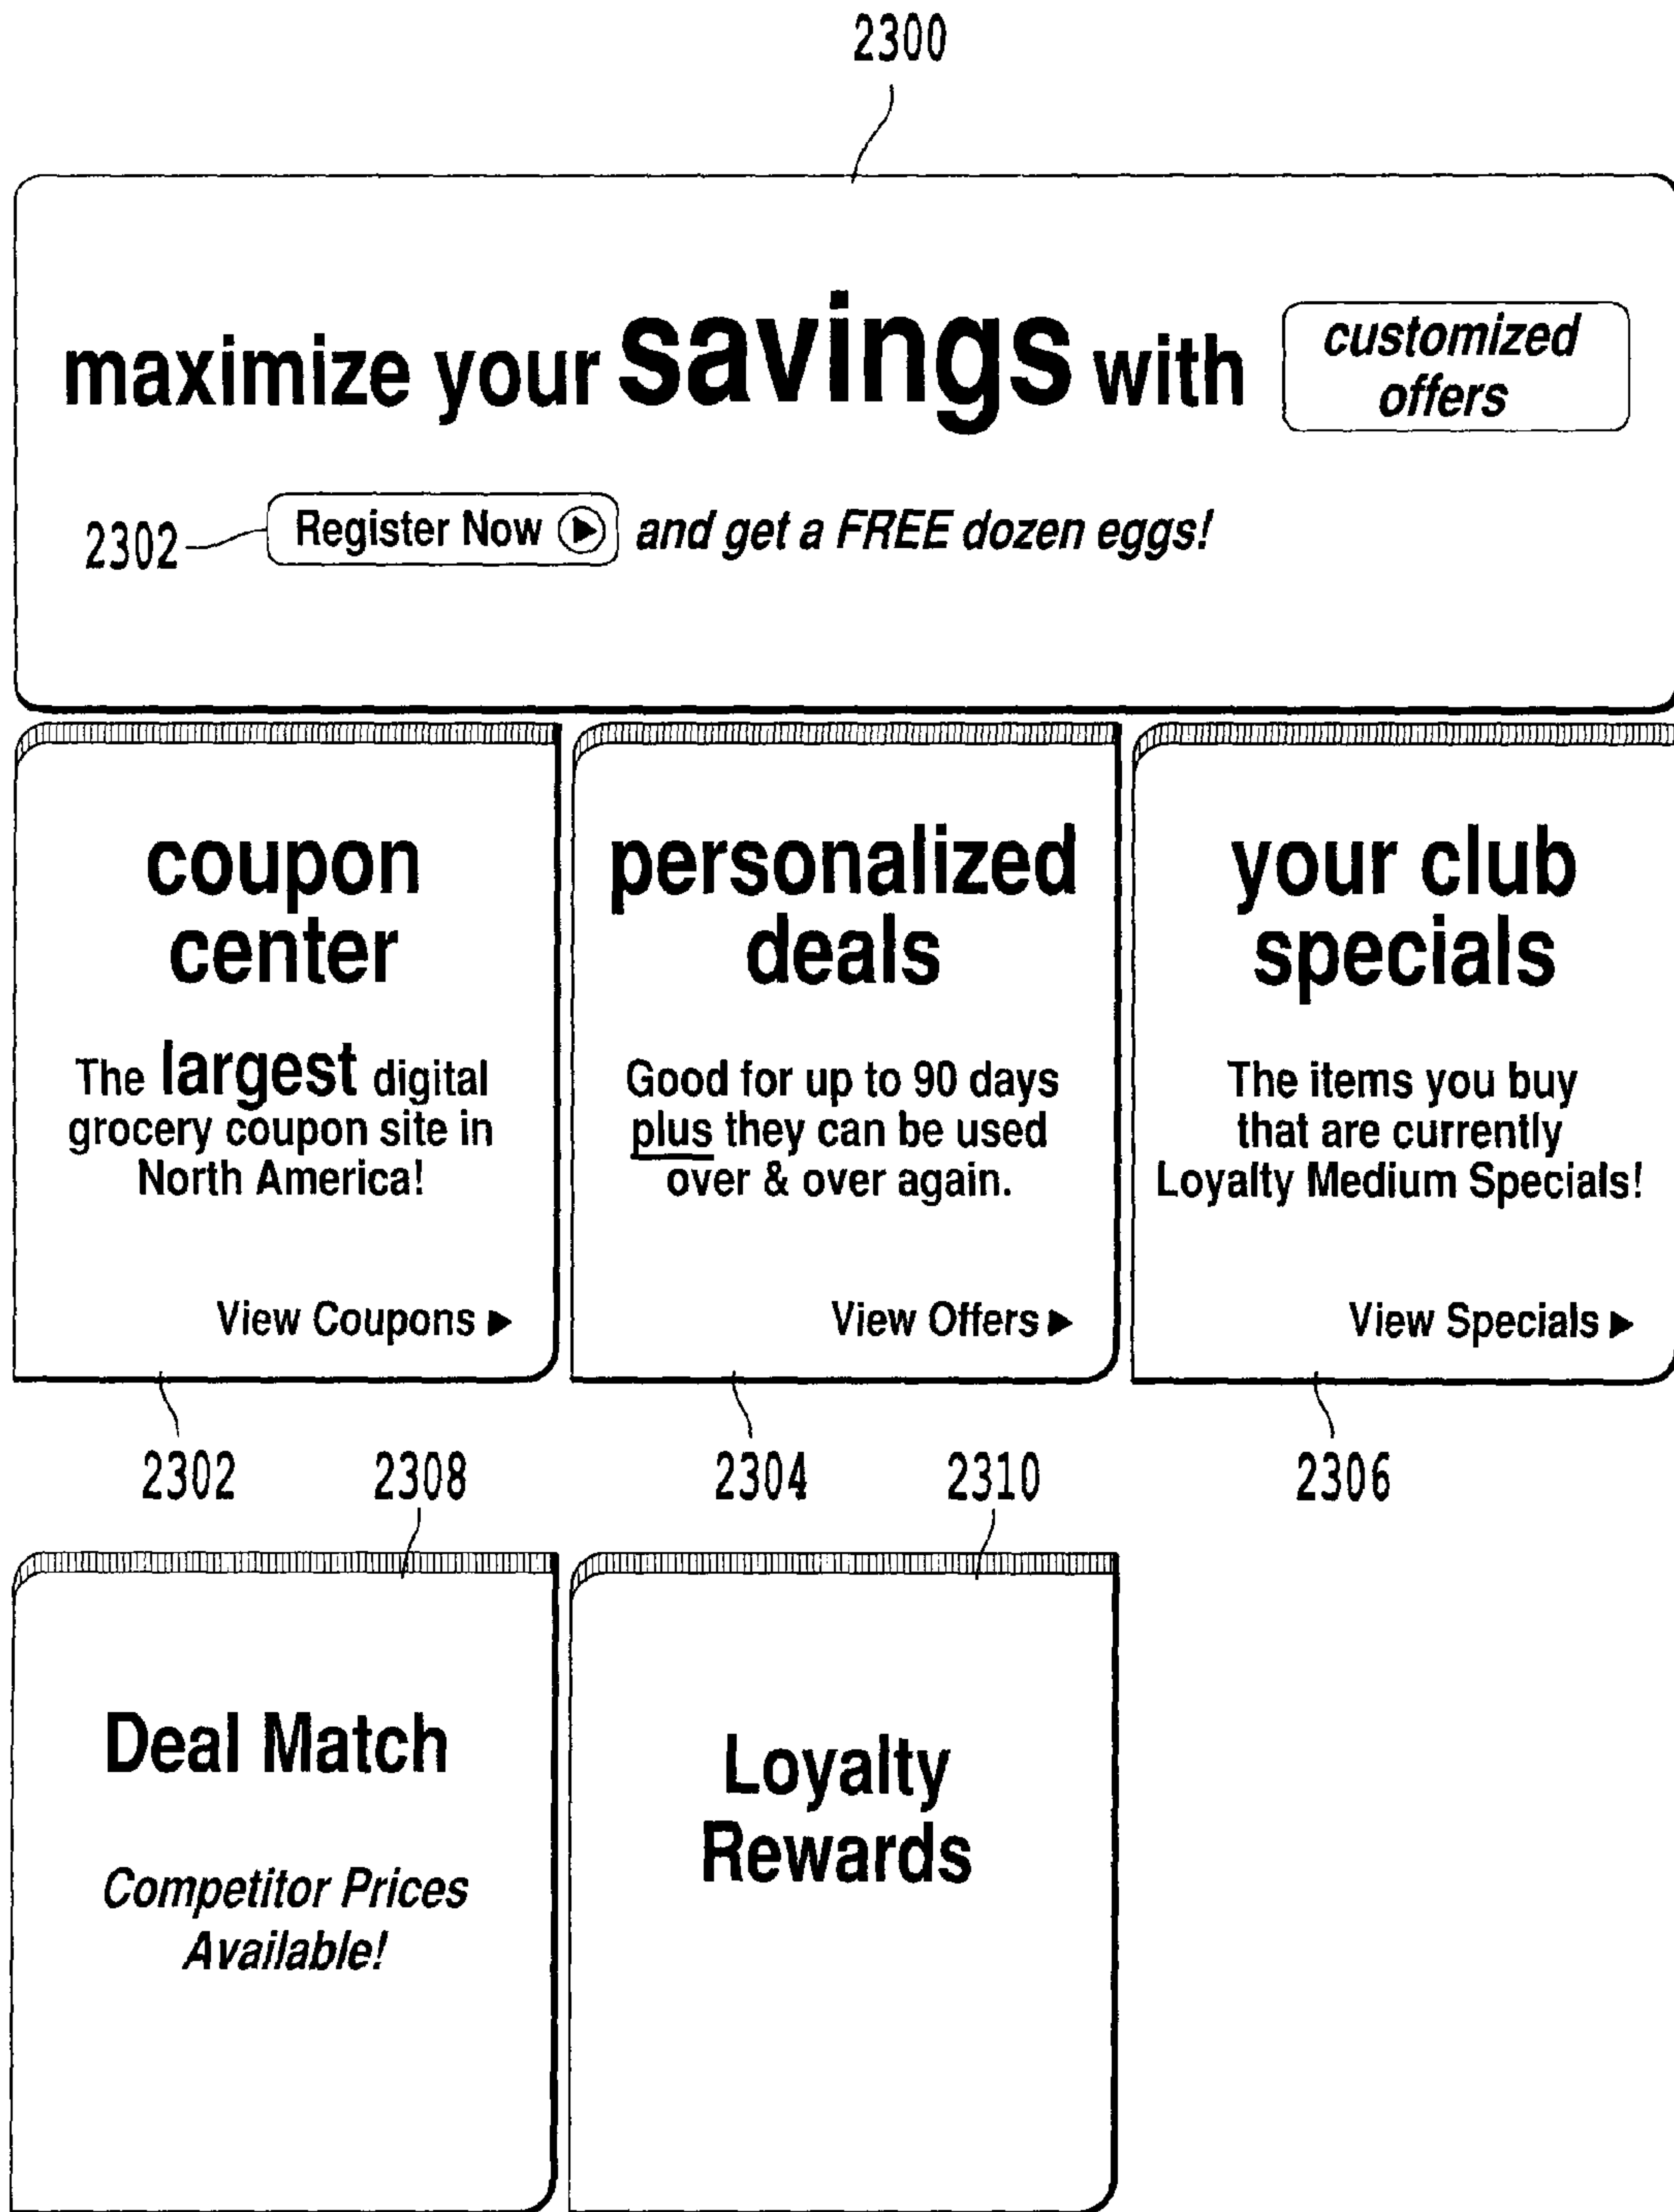 2300
maximize your savings with customized
offers
2302 Register Now and get a FREE dozen eggs!
coupon
center
The largest digital
grocery coupon site in
North America!
View Coupons
personalized
deals
Good for up to 90 days
plus they can be used
over & over again.
View Offers
your club
specials
The items you buy
that are currently
Loyalty Medium Specials!
View Specials
2302 2308 2304 2310 2306
Deal Match
Competitor Prices
Available!
Loyalty
Rewards